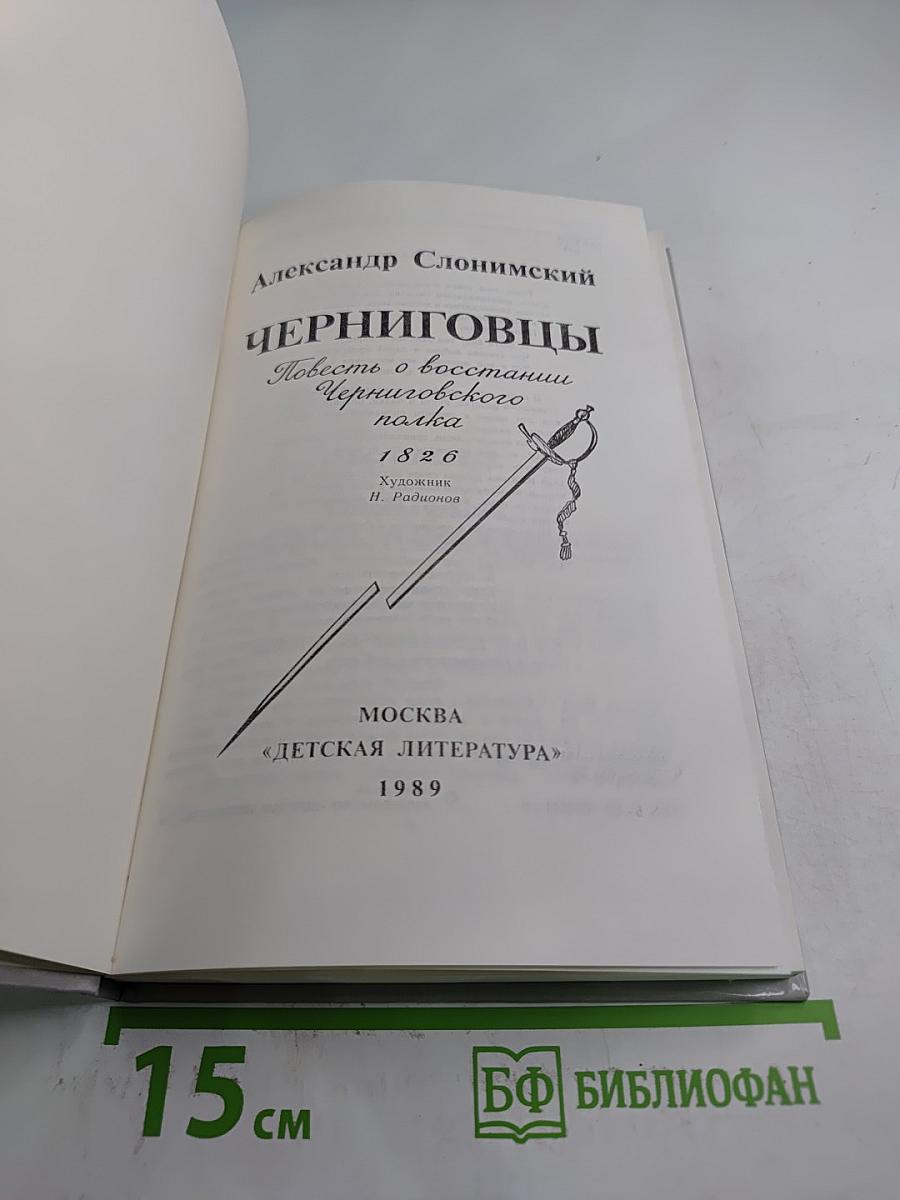 Александр Слонимский
ЧЕРНИГОВЦЫ
Повесть о восстании
Черниговского
полка
1826
Художник
Н. Радионов
МОСКВА
«ДЕТСКАЯ ЛИТЕРАТУРА»
1989
15 см
БФ БИБЛИОФАН